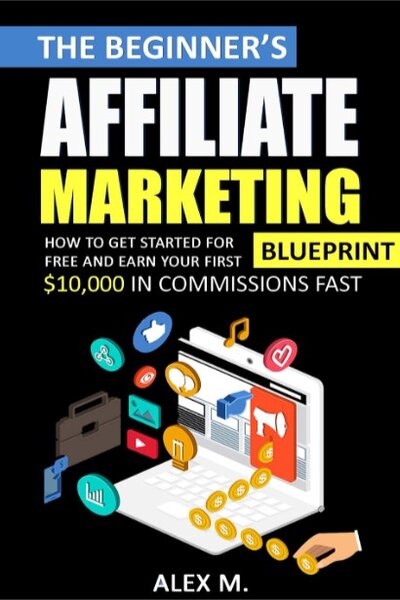 THE BEGINNER'S
AFFILIATE
MARKETING
HOW TO GET STARTED FOR
FREE AND EARN YOUR FIRST
BLUEPRINT
$10,000 IN COMMISSIONS FAST
ALEX M.